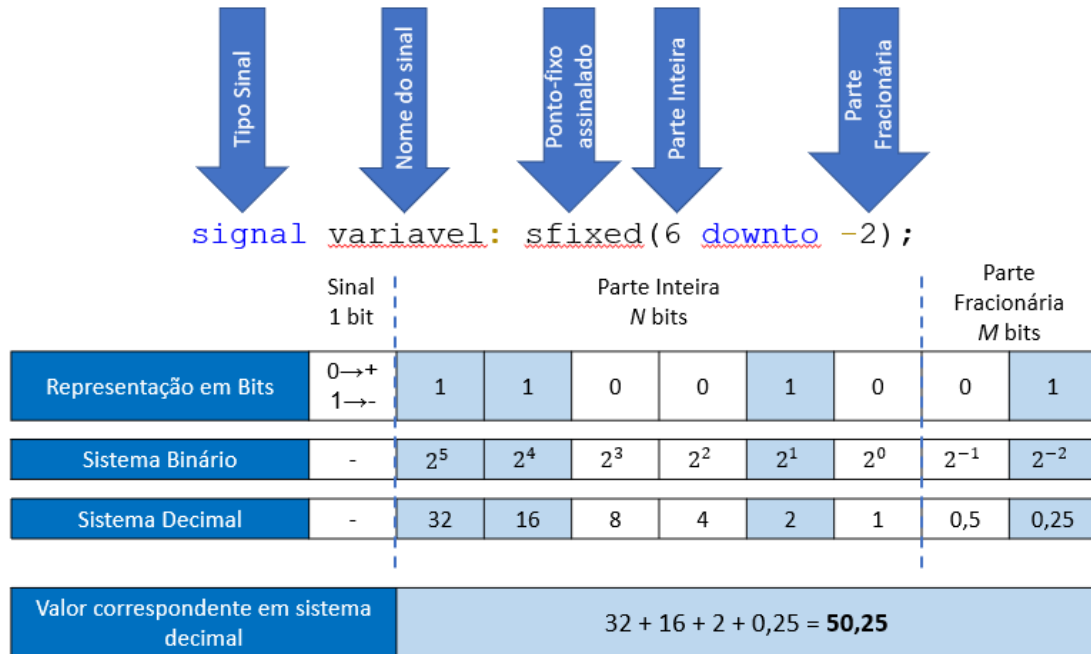 Tipo Sinal
Nome do sinal
Ponto-fixo
assinalado
Parte Inteira
Parte
Fracionária
signal variavel: sfixed(6 downto -2);
Sinal
1 bit
Parte Inteira
N bits
Parte
Fracionária
M bits
Representação em Bits
0→+
1→-
1 1 0 0 1 0 0 1
Sistema Binário - 2⁵ 2⁴ 2³ 2² 2¹ 2⁰ 2⁻¹ 2⁻²
Sistema Decimal - 32 16 8 4 2 1 0,5 0,25
Valor correspondente em sistema
decimal
32 + 16 + 2 + 0,25 = 50,25